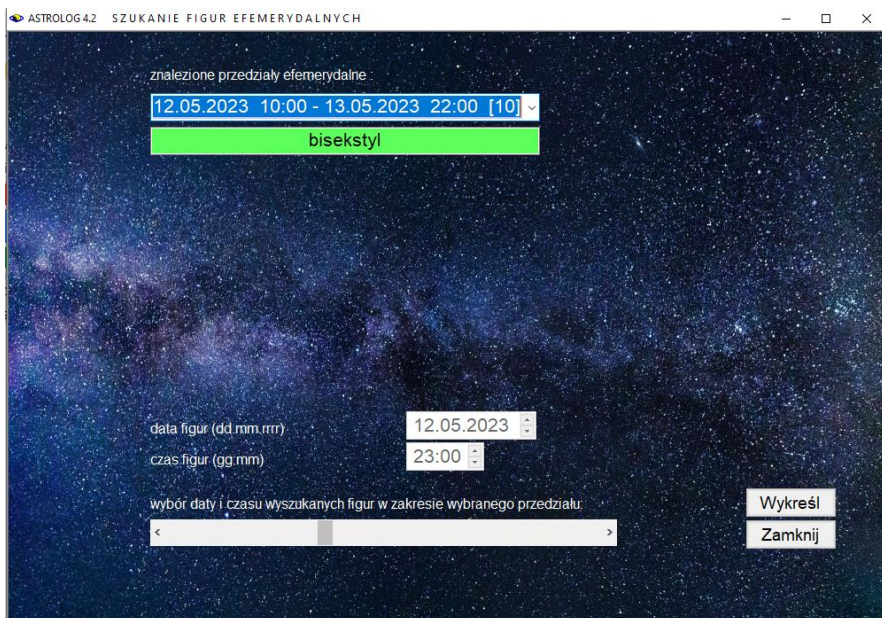 ASTROLOG 4.2 SZUKANIE FIGUR EFEMERYDALNYCH
znalezione przedziały efemerydalne :
12.05.2023 10:00 - 13.05.2023 22:00 [10]
bisekstyl
data figur (dd.mm.rrrr)
12.05.2023
czas figur (gg:mm)
23:00
wybór daty i czasu wyszukanych figur w zakresie wybranego przedziału:
Wykreśl
Zamknij